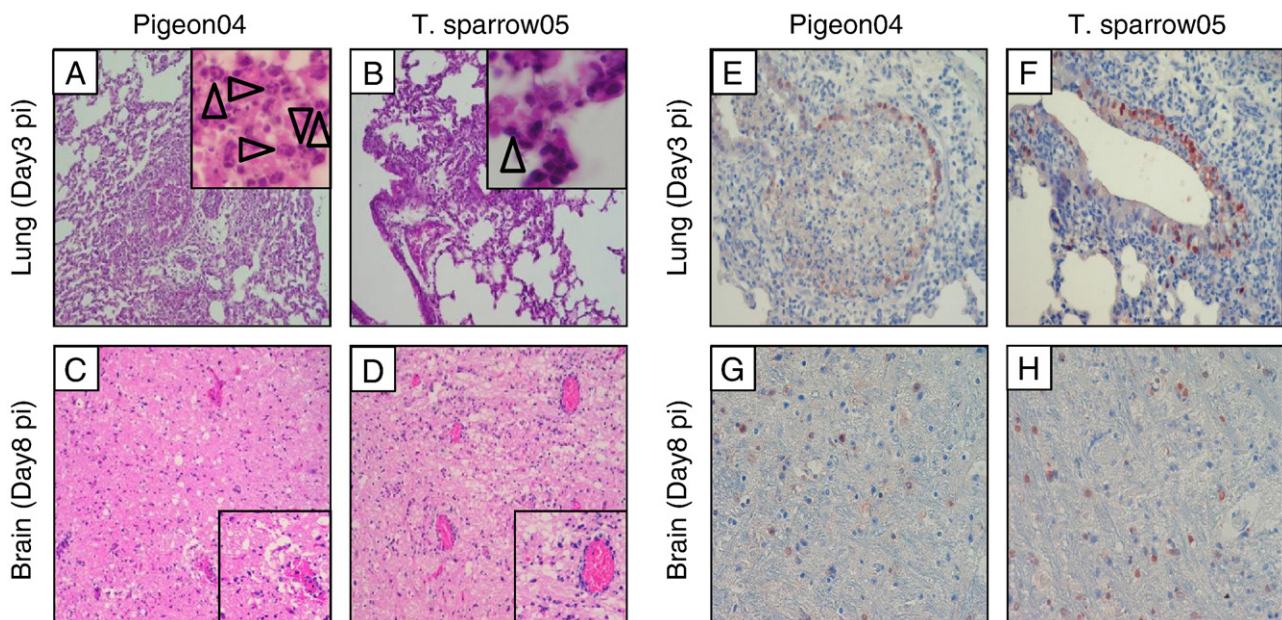 Pigeon04 T. sparrow05 Pigeon04 T. sparrow05
Lung (Day3 pi) A B Lung (Day3 pi) E F
Brain (Day8 pi) C D Brain (Day8 pi) G H